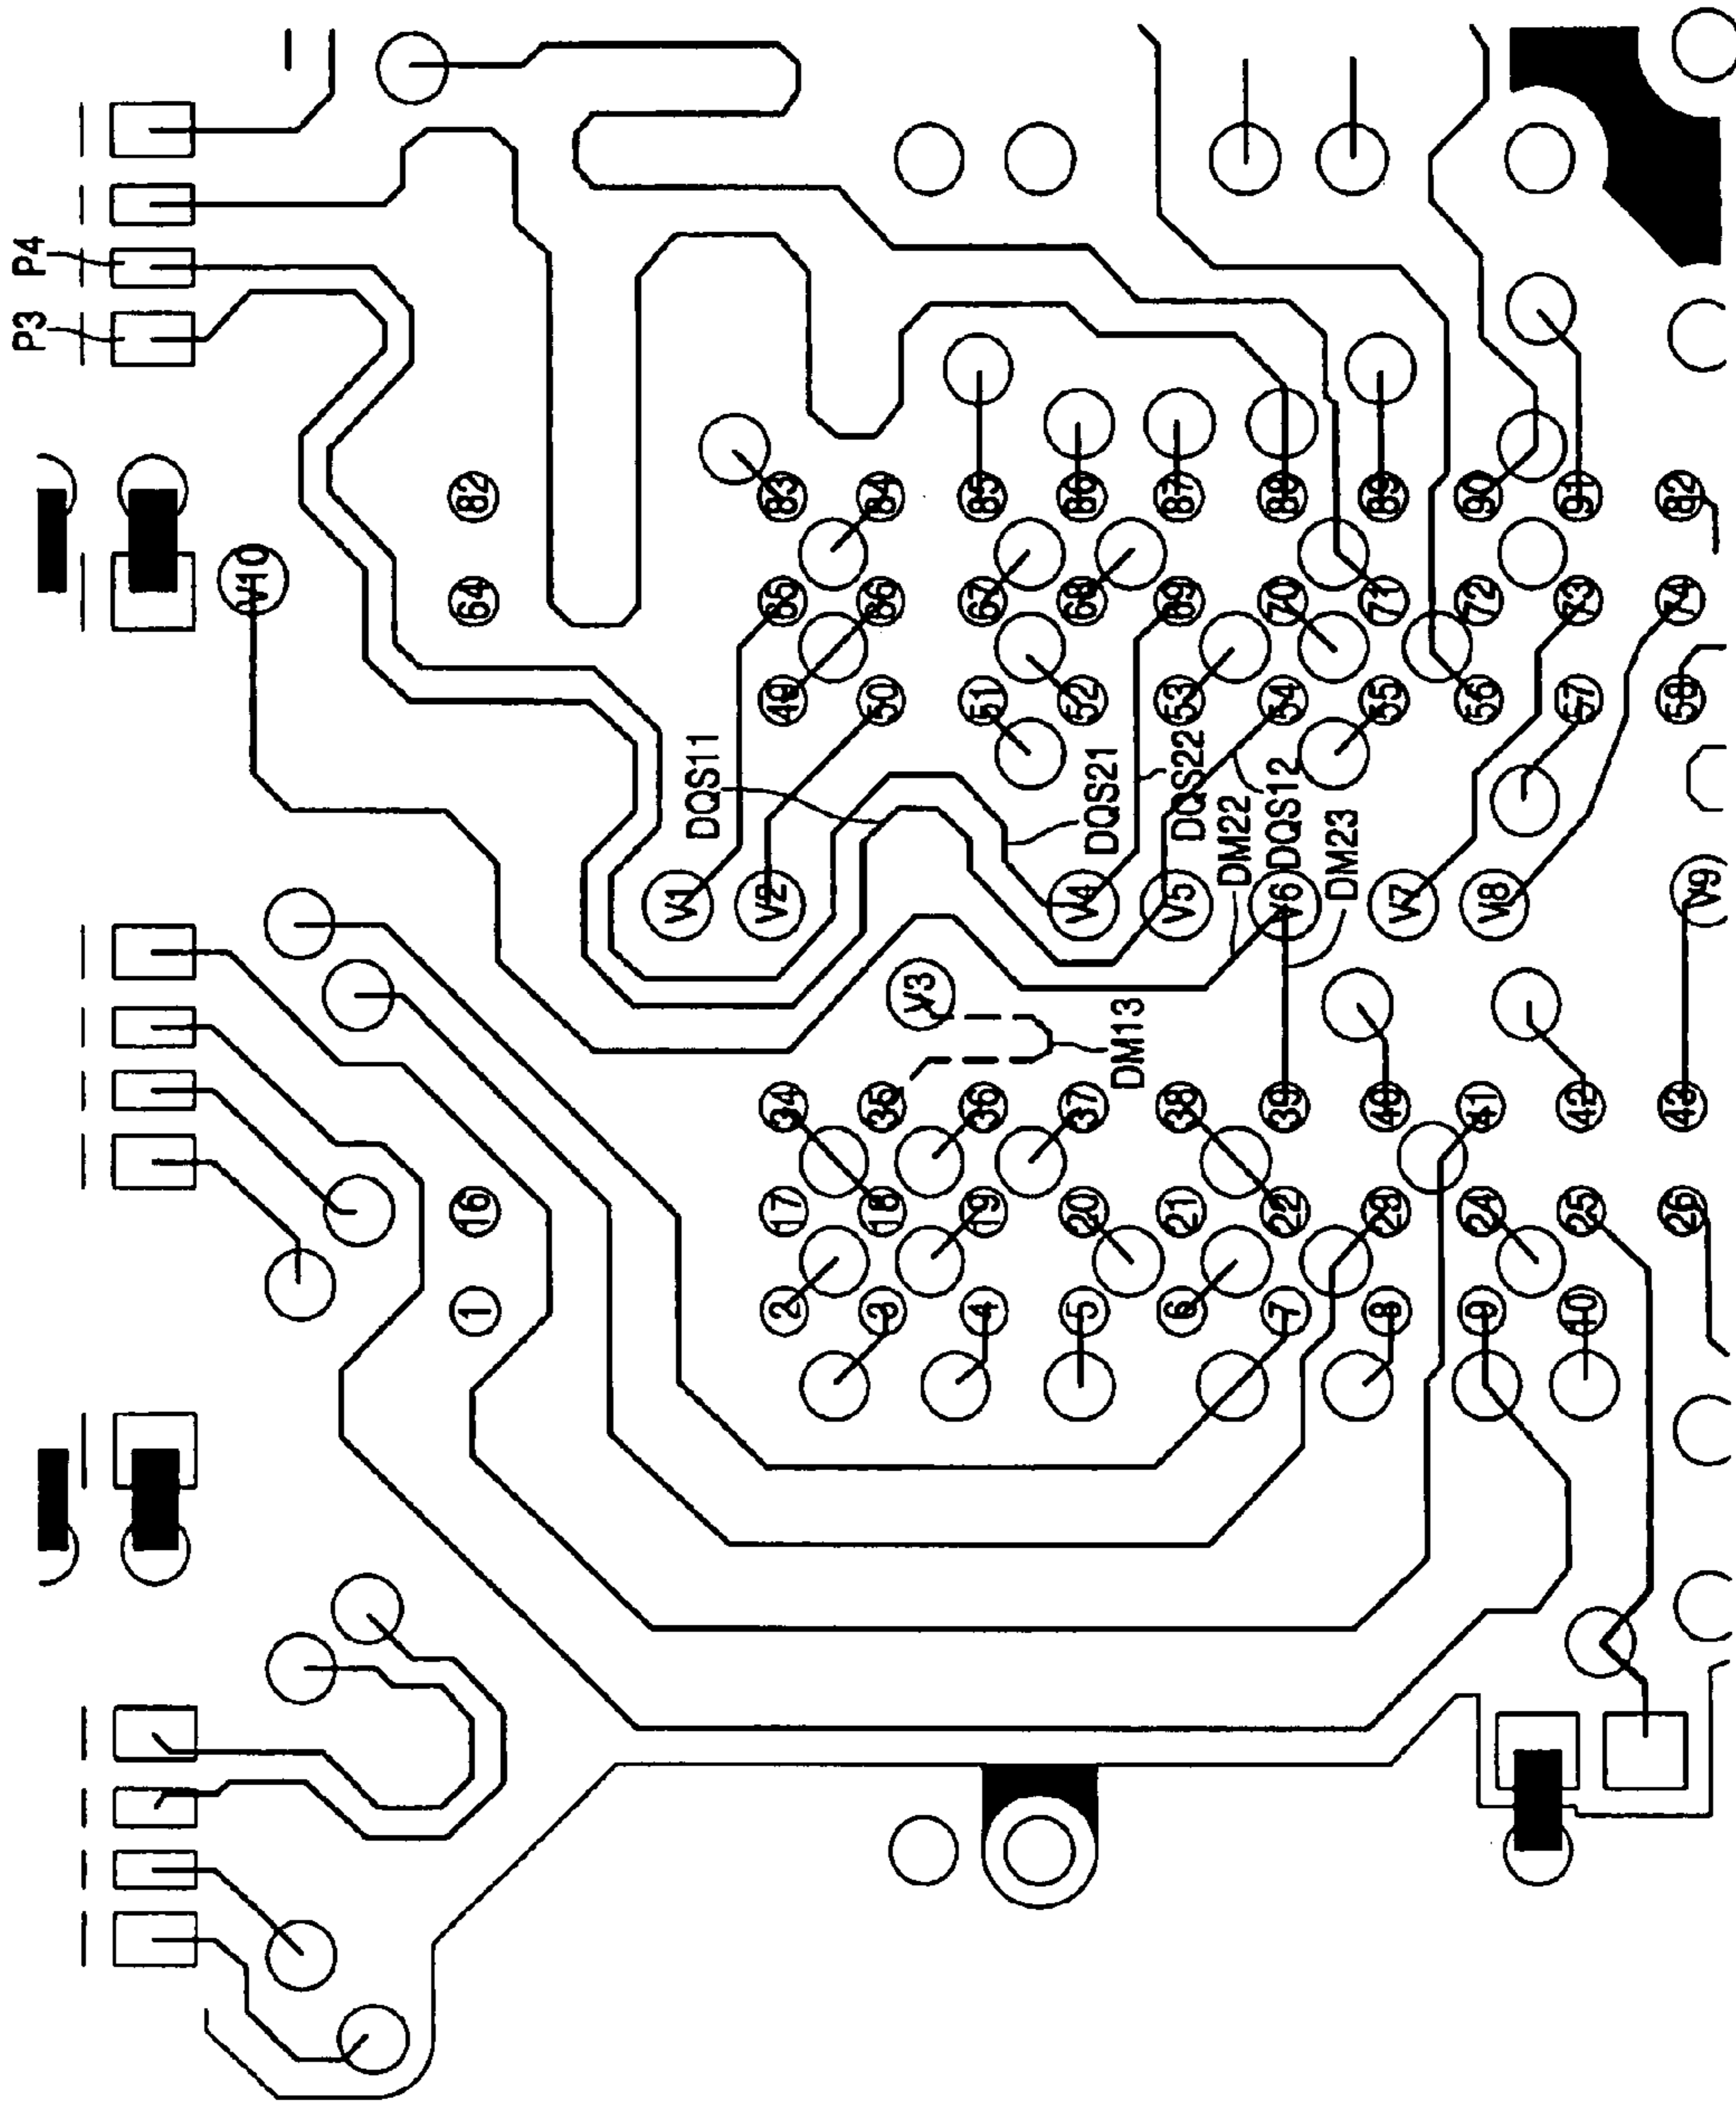 P3 P4
V10
1 16 64 82
V1 DQS11
V2
2 17 34 49 65 83
3 18 35 50 66 84
V3
4 19 36 51 67 85
5 20 37 V4 52 68 86
DQS21
DM13
6 21 38 V5 53 69 87
DQS22
DM22
7 22 39 V6 DQS12 54 70 88
DM23
8 23 40 V7 55 71 89
9 24 41 V8 56 72 90
10 25 42 57 73 91
26 43 V9 58 74 92